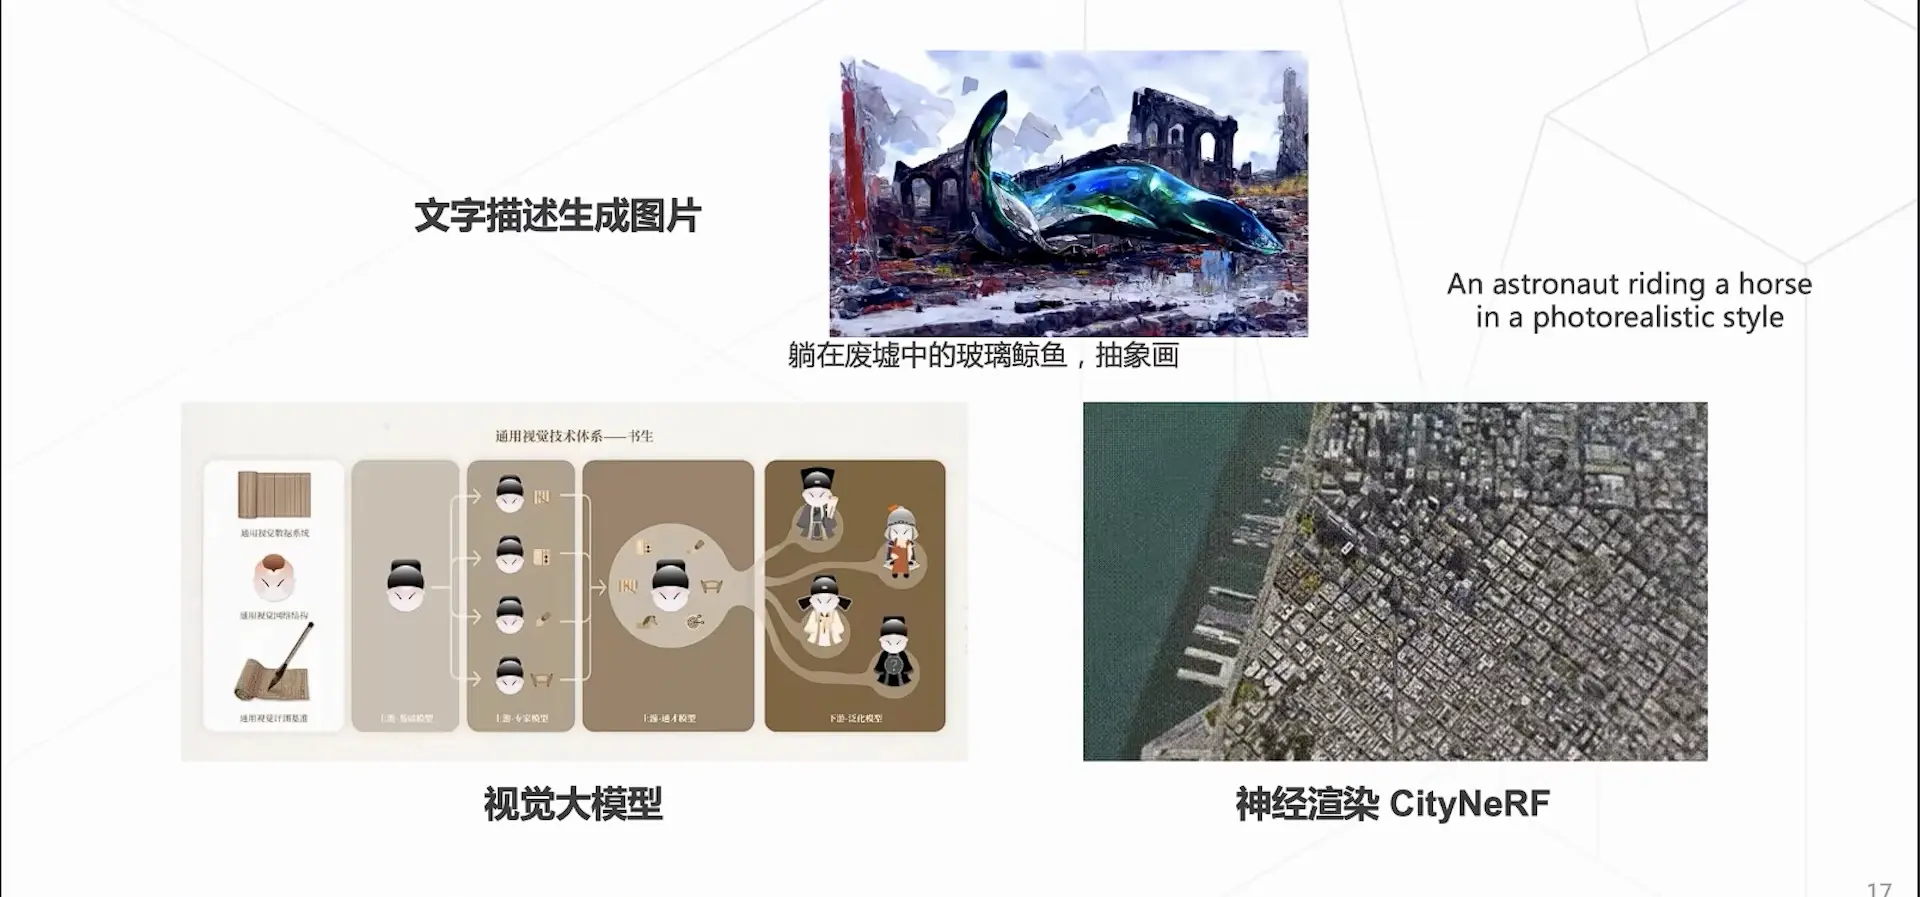 文字描述生成图片
An astronaut riding a horse
in a photorealistic style
躺在废墟中的玻璃鲸鱼，抽象画
通用视觉技术体系——书生
通用视觉数据系统
通用视觉网络结构
通用视觉评测基准
上游-基础模型
上游-专家模型
上游-通才模型
下游-泛化模型
视觉大模型
神经渲染 CityNeRF
17